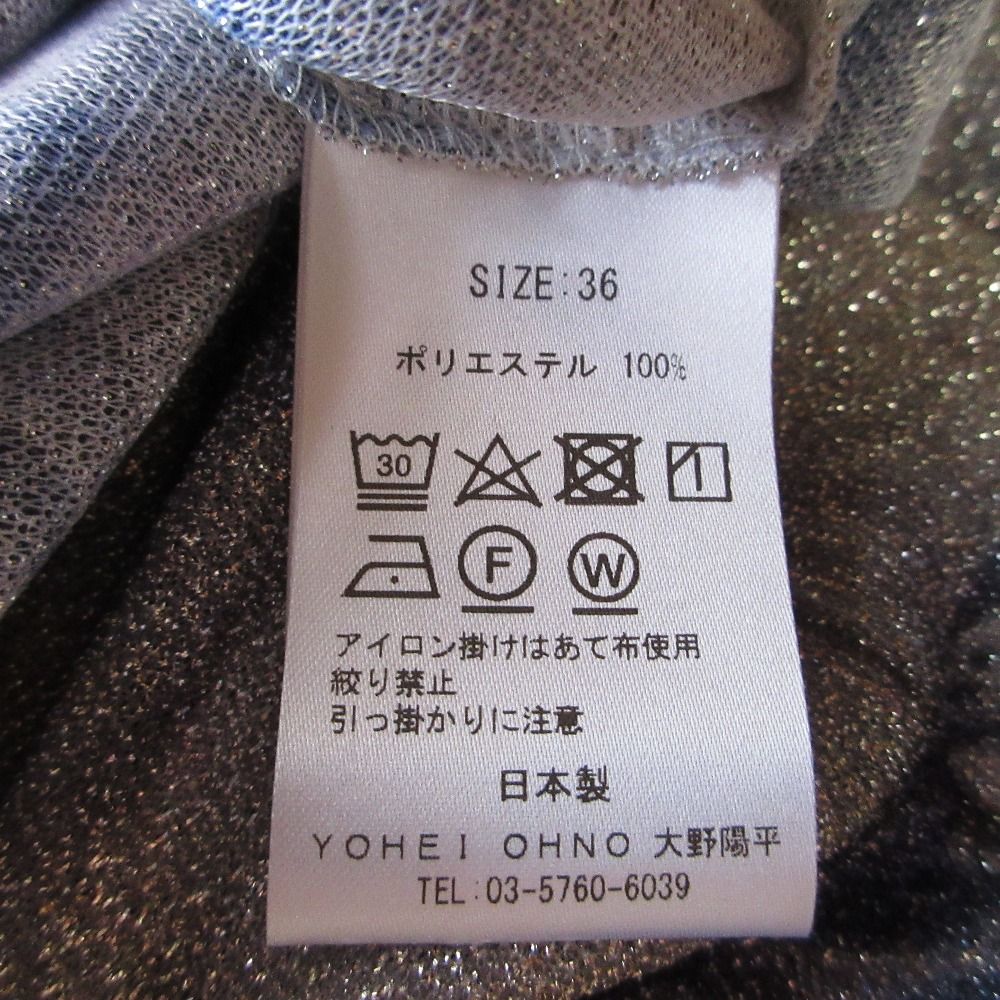 SIZE:36
ポリエステル 100%
30
F W
アイロン掛けはあて布使用
絞り禁止
引っ掛かりに注意
日本製
YOHEI OHNO 大野陽平
TEL:03-5760-6039